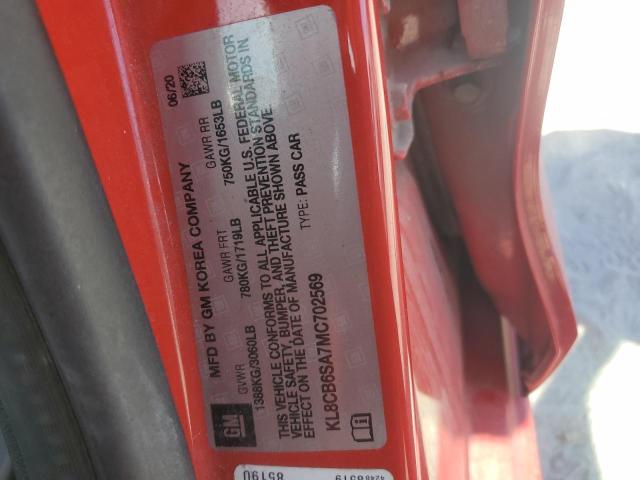 MFD BY GM KOREA COMPANY 06/20
GVWR GAWR FRT GAWR RR
1388KG/3060LB 780KG/1719LB 750KG/1653LB
THIS VEHICLE CONFORMS TO ALL APPLICABLE U.S. FEDERAL MOTOR
VEHICLE SAFETY, BUMPER, AND THEFT PREVENTION STANDARDS IN
EFFECT ON THE DATE OF MANUFACTURE SHOWN ABOVE.
TYPE: PASS CAR
KL8CB6SA7MC702569
GM
85190